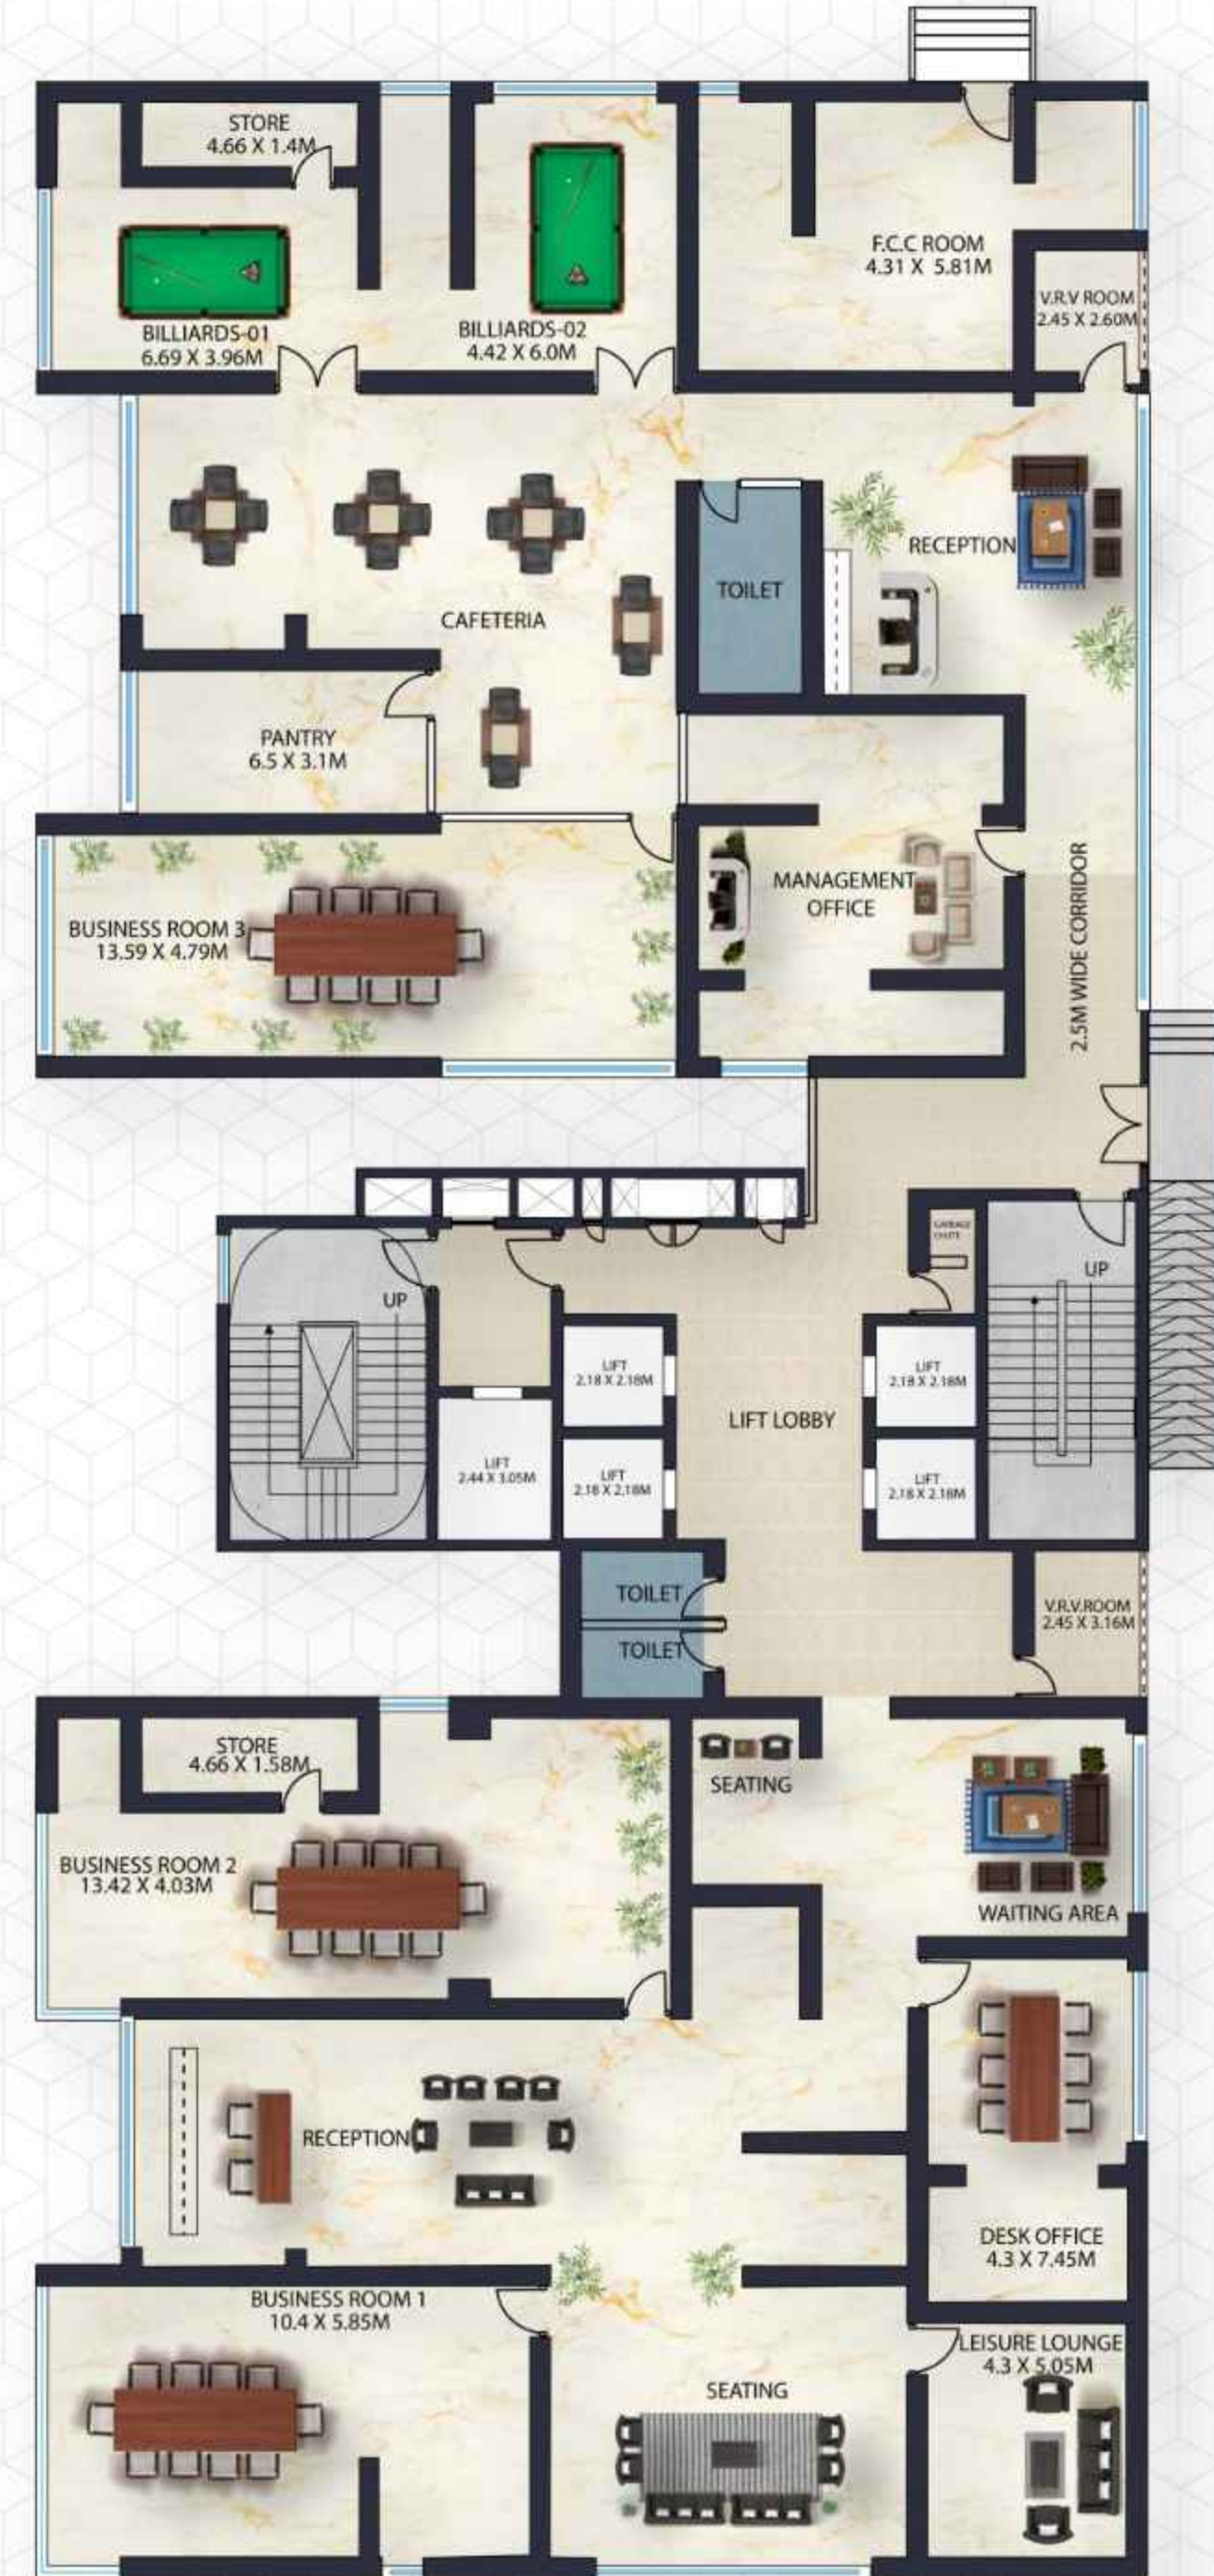 STORE
4.66 X 1.4M
BILLIARDS-01
6.69 X 3.96M
BILLIARDS-02
4.42 X 6.0M
F.C.C ROOM
4.31 X 5.81M
V.R.V ROOM
2.45 X 2.60M
RECEPTION
TOILET
CAFETERIA
PANTRY
6.5 X 3.1M
MANAGEMENT
OFFICE
BUSINESS ROOM 3
13.59 X 4.79M
2.5M WIDE CORRIDOR
GARBAGE
CHUTE
UP
UP
LIFT
2.18 X 2.18M
LIFT
2.18 X 2.18M
LIFT LOBBY
LIFT
2.44 X 3.05M
LIFT
2.18 X 2.18M
LIFT
2.18 X 2.18M
TOILET
TOILET
V.R.V.ROOM
2.45 X 3.16M
STORE
4.66 X 1.58M
SEATING
BUSINESS ROOM 2
13.42 X 4.03M
WAITING AREA
RECEPTION
DESK OFFICE
4.3 X 7.45M
BUSINESS ROOM 1
10.4 X 5.85M
LEISURE LOUNGE
4.3 X 5.05M
SEATING